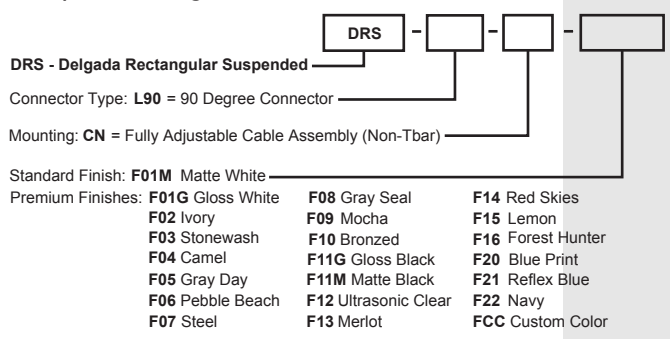 DRS - - -
DRS - Delgada Rectangular Suspended
Connector Type: L90 = 90 Degree Connector
Mounting: CN = Fully Adjustable Cable Assembly (Non-Tbar)
Standard Finish: F01M Matte White
Premium Finishes: F01G Gloss White F08 Gray Seal F14 Red Skies
F02 Ivory F09 Mocha F15 Lemon
F03 Stonewash F10 Bronzed F16 Forest Hunter
F04 Camel F11G Gloss Black F20 Blue Print
F05 Gray Day F11M Matte Black F21 Reflex Blue
F06 Pebble Beach F12 Ultrasonic Clear F22 Navy
F07 Steel F13 Merlot FCC Custom Color